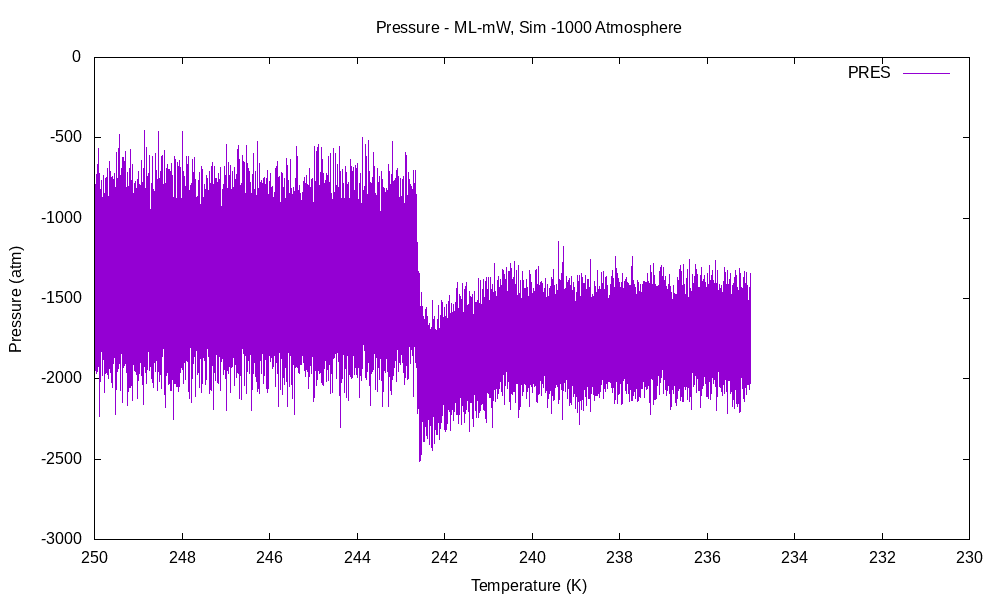 Pressure - ML-mW, Sim -1000 Atmosphere
PRES
0
-500
-1000
-1500
-2000
-2500
-3000
Pressure (atm)
250 248 246 244 242 240 238 236 234 232 230
Temperature (K)